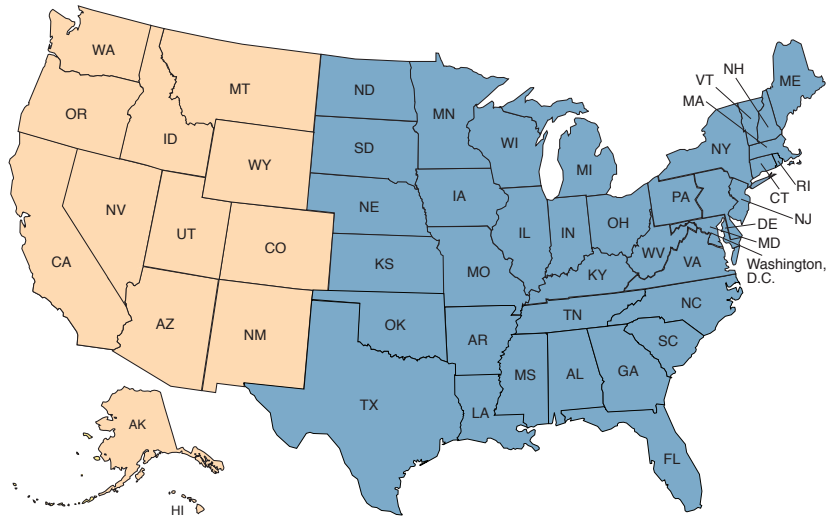 WA
MT
ND
MN
OR
ID
WY
SD
WI
MI
NY
VT
NH
ME
MA
RI
CT
NJ
DE
MD
Washington,
D.C.
NV
UT
CO
NE
IA
IL
IN
OH
PA
WV
VA
CA
KS
MO
KY
NC
TN
AZ
NM
OK
AR
SC
MS
AL
GA
TX
LA
FL
AK
HI